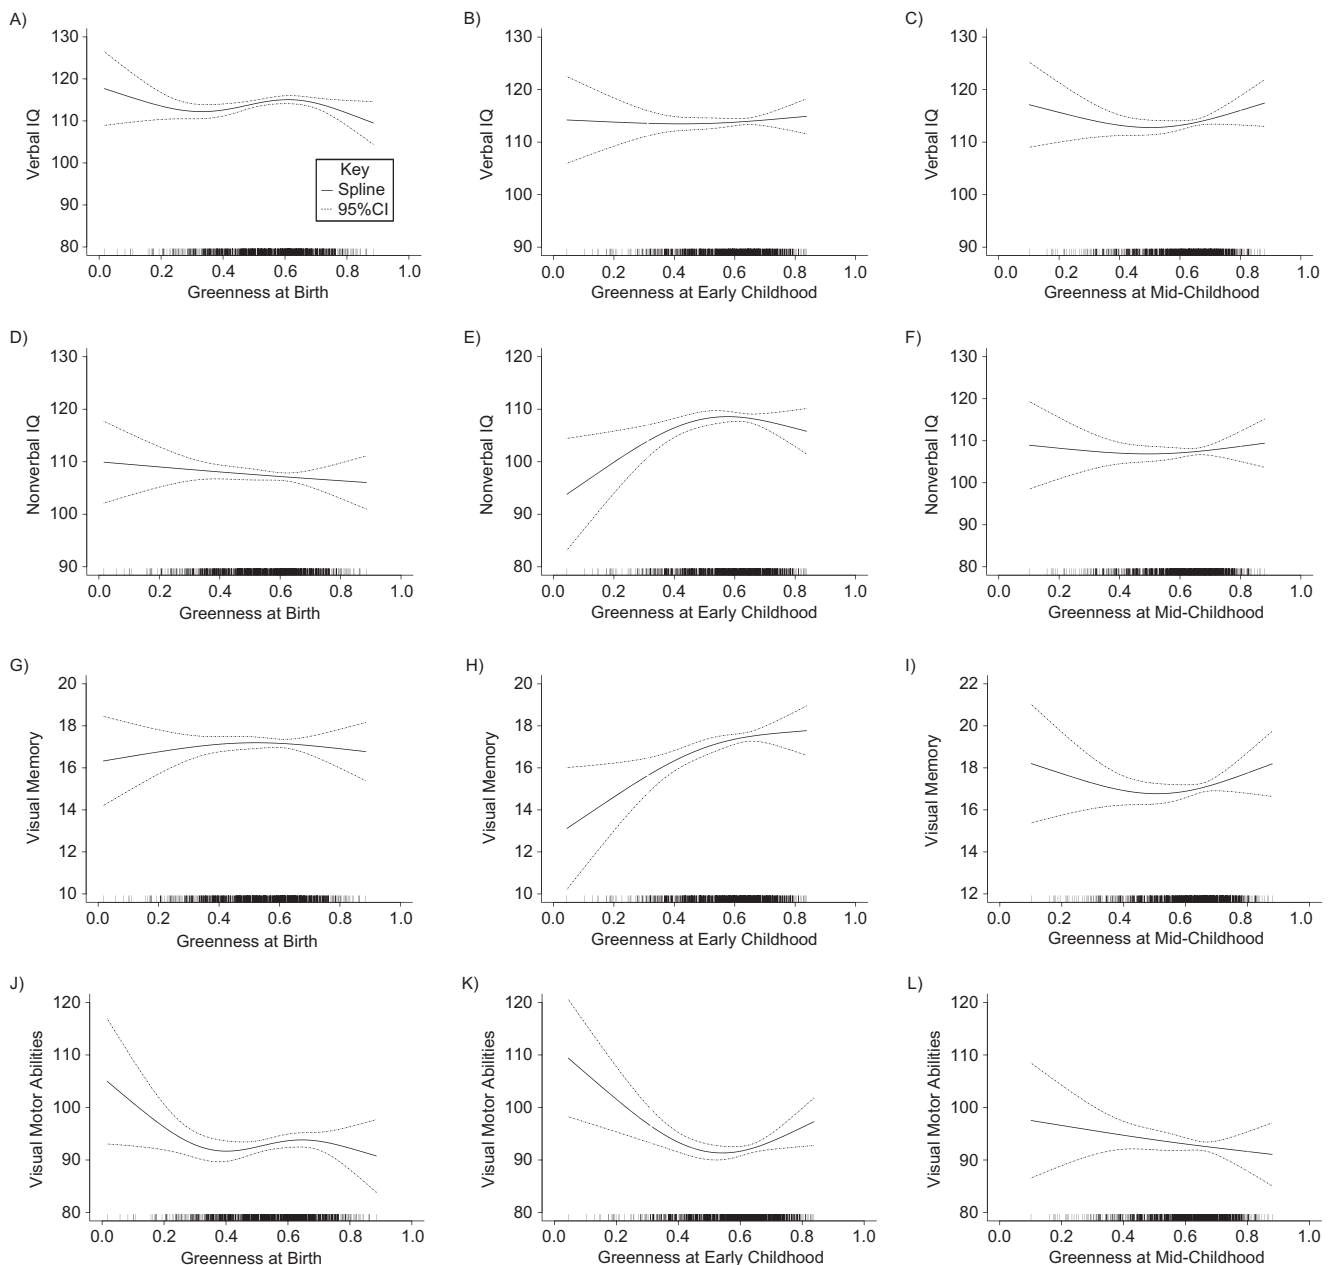 A)
130
120
110
100
90
80
Verbal IQ
Key
Spline
95%CI
0.0 0.2 0.4 0.6 0.8 1.0
Greenness at Birth
B)
130
120
110
100
90
Verbal IQ
0.0 0.2 0.4 0.6 0.8 1.0
Greenness at Early Childhood
C)
130
120
110
100
90
Verbal IQ
0.0 0.2 0.4 0.6 0.8 1.0
Greenness at Mid-Childhood
D)
130
120
110
100
90
Nonverbal IQ
0.0 0.2 0.4 0.6 0.8 1.0
Greenness at Birth
E)
120
110
100
90
80
Nonverbal IQ
0.0 0.2 0.4 0.6 0.8 1.0
Greenness at Early Childhood
F)
130
120
110
100
90
80
Nonverbal IQ
0.0 0.2 0.4 0.6 0.8 1.0
Greenness at Mid-Childhood
G)
20
18
16
14
12
10
Visual Memory
0.0 0.2 0.4 0.6 0.8 1.0
Greenness at Birth
H)
20
18
16
14
12
10
Visual Memory
0.0 0.2 0.4 0.6 0.8 1.0
Greenness at Early Childhood
I)
22
20
18
16
14
12
Visual Memory
0.0 0.2 0.4 0.6 0.8 1.0
Greenness at Mid-Childhood
J)
120
110
100
90
80
Visual Motor Abilities
0.0 0.2 0.4 0.6 0.8 1.0
Greenness at Birth
K)
120
110
100
90
80
Visual Motor Abilities
0.0 0.2 0.4 0.6 0.8 1.0
Greenness at Early Childhood
L)
120
110
100
90
80
Visual Motor Abilities
0.0 0.2 0.4 0.6 0.8 1.0
Greenness at Mid-Childhood